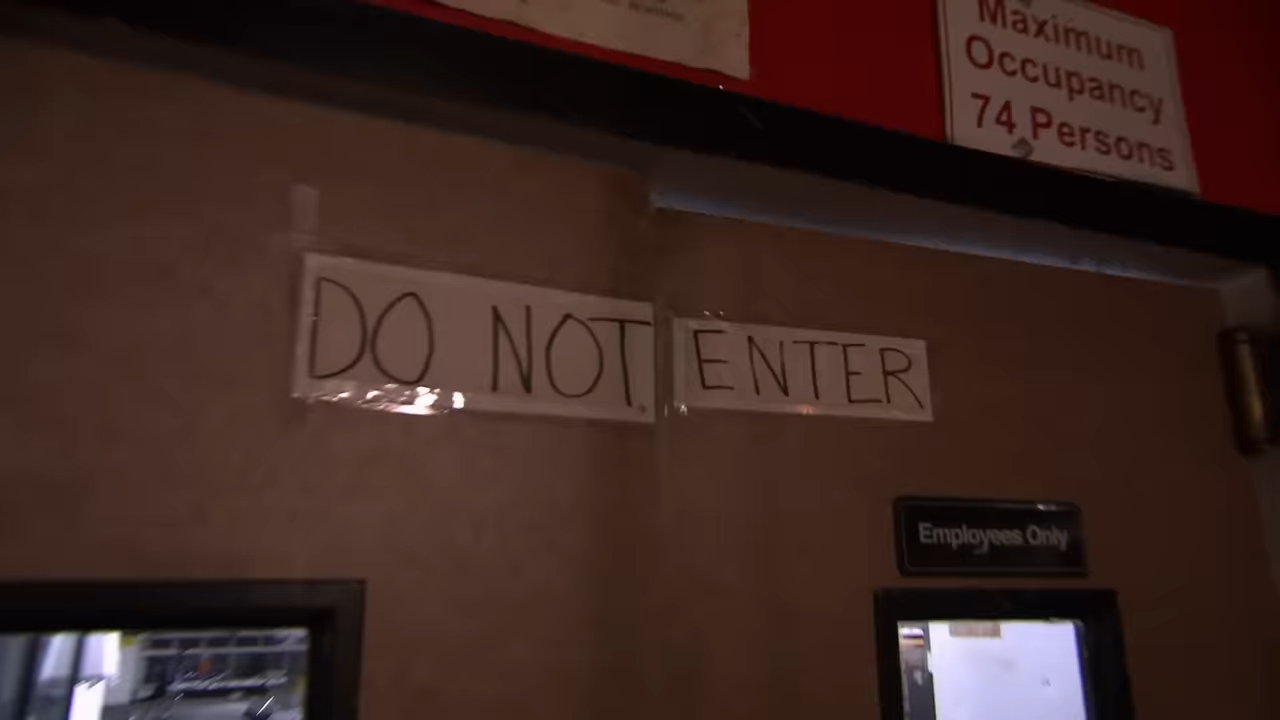 Maximum
Occupancy
74 Persons
DO NOT ENTER
Employees Only